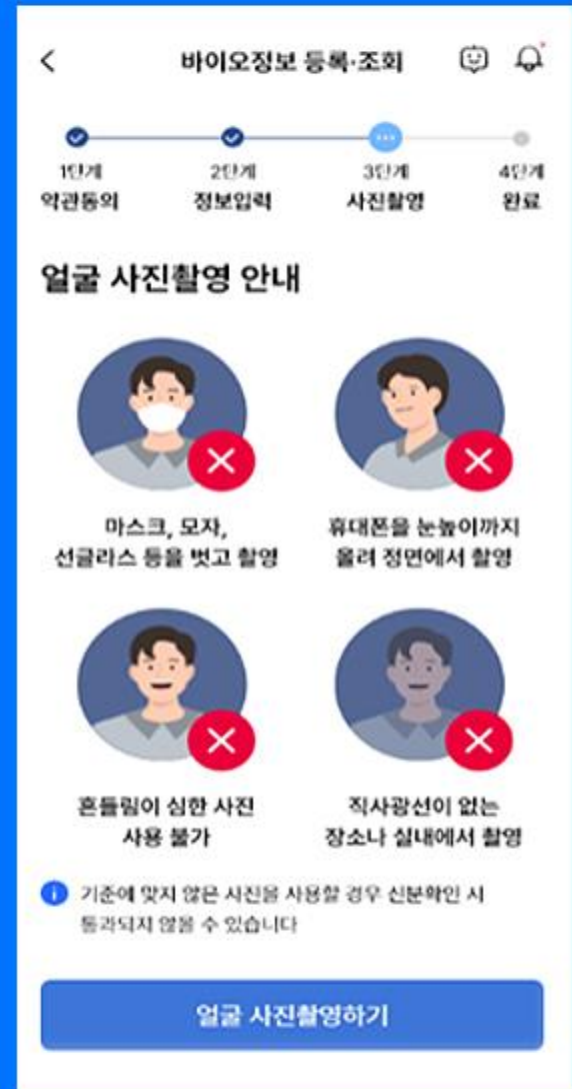 바이오정보 등록·조회
1단계 2단계 3단계 4단계
약관동의 정보입력 사진촬영 완료
얼굴 사진촬영 안내
마스크, 모자,
선글라스 등을 벗고 촬영
휴대폰을 눈높이까지
올려 정면에서 촬영
흔들림이 심한 사진
사용 불가
직사광선이 없는
장소나 실내에서 촬영
기준에 맞지 않은 사진을 사용할 경우 신분확인 시
통과되지 않을 수 있습니다
얼굴 사진촬영하기